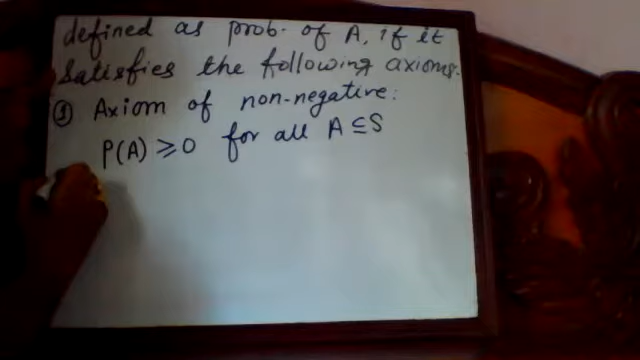 defined as prob. of A, if it
satisfies the following axioms.
① Axiom of non-negative:
P(A) ⩾ 0 for all A ⊆ S